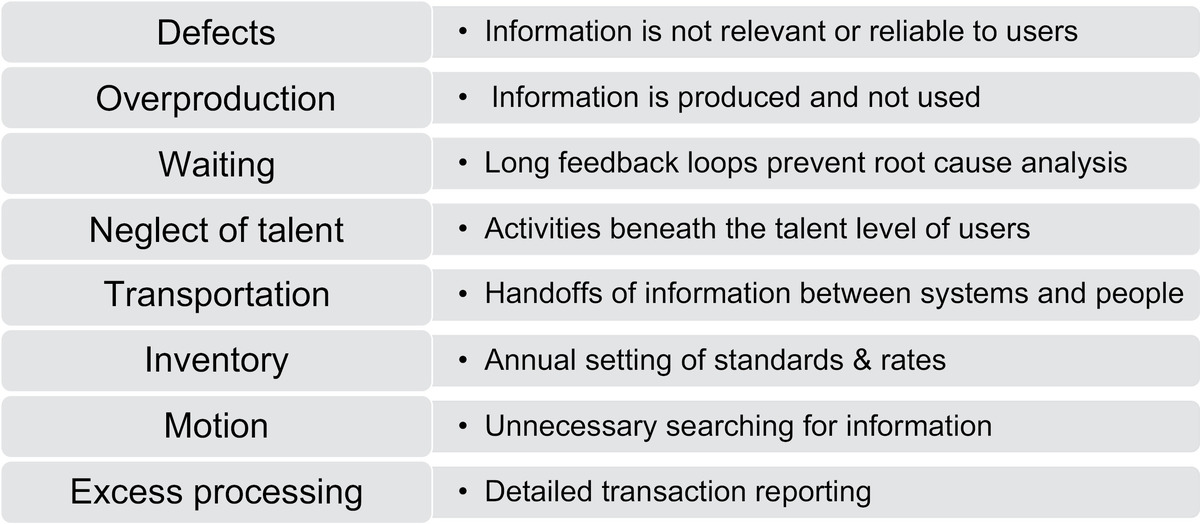 Defects
• Information is not relevant or reliable to users
Overproduction
• Information is produced and not used
Waiting
• Long feedback loops prevent root cause analysis
Neglect of talent
• Activities beneath the talent level of users
Transportation
• Handoffs of information between systems and people
Inventory
• Annual setting of standards & rates
Motion
• Unnecessary searching for information
Excess processing
• Detailed transaction reporting